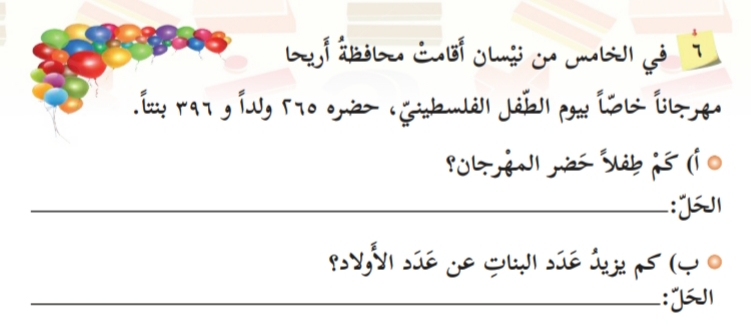 ٦ في الخامس من نيْسان أَقامتْ محافظةُ أَريحا
مهرجاناً خاصّاً بيوم الطّفل الفلسطينيّ، حضره ٢٦٥ ولداً و ٣٩٦ بنتاً.
أ) كَمْ طِفلاً حَضر المهْرجان؟
الحَلّ:
ب) كم يزيدُ عَدَد البناتِ عن عَدَد الأَولاد؟
الحَلّ: